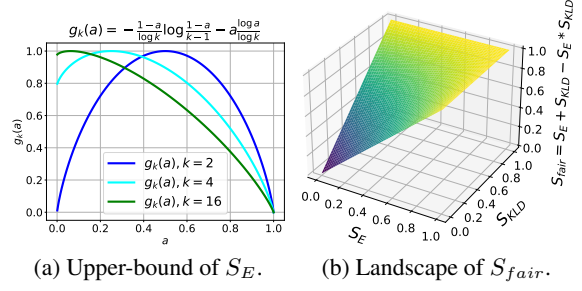 g_k(a) = -\frac{1-a}{\log k} \log \frac{1-a}{k-1} - a \frac{\log a}{\log k}
1.0
0.8
0.6
0.4
0.2
0.0
g_k(a)
g_k(a), k = 2
g_k(a), k = 4
g_k(a), k = 16
0.0 0.2 0.4 0.6 0.8 1.0
a
(a) Upper-bound of S_E.
1.0
0.8
0.6
0.4
0.2
0.0
S_{fair} = S_E + S_{KLD} - S_E * S_{KLD}
0.0 0.2 0.4 0.6 0.8 1.0
S_E
0.0 0.2 0.4 0.6 0.8 1.0
S_{KLD}
(b) Landscape of S_{fair}.